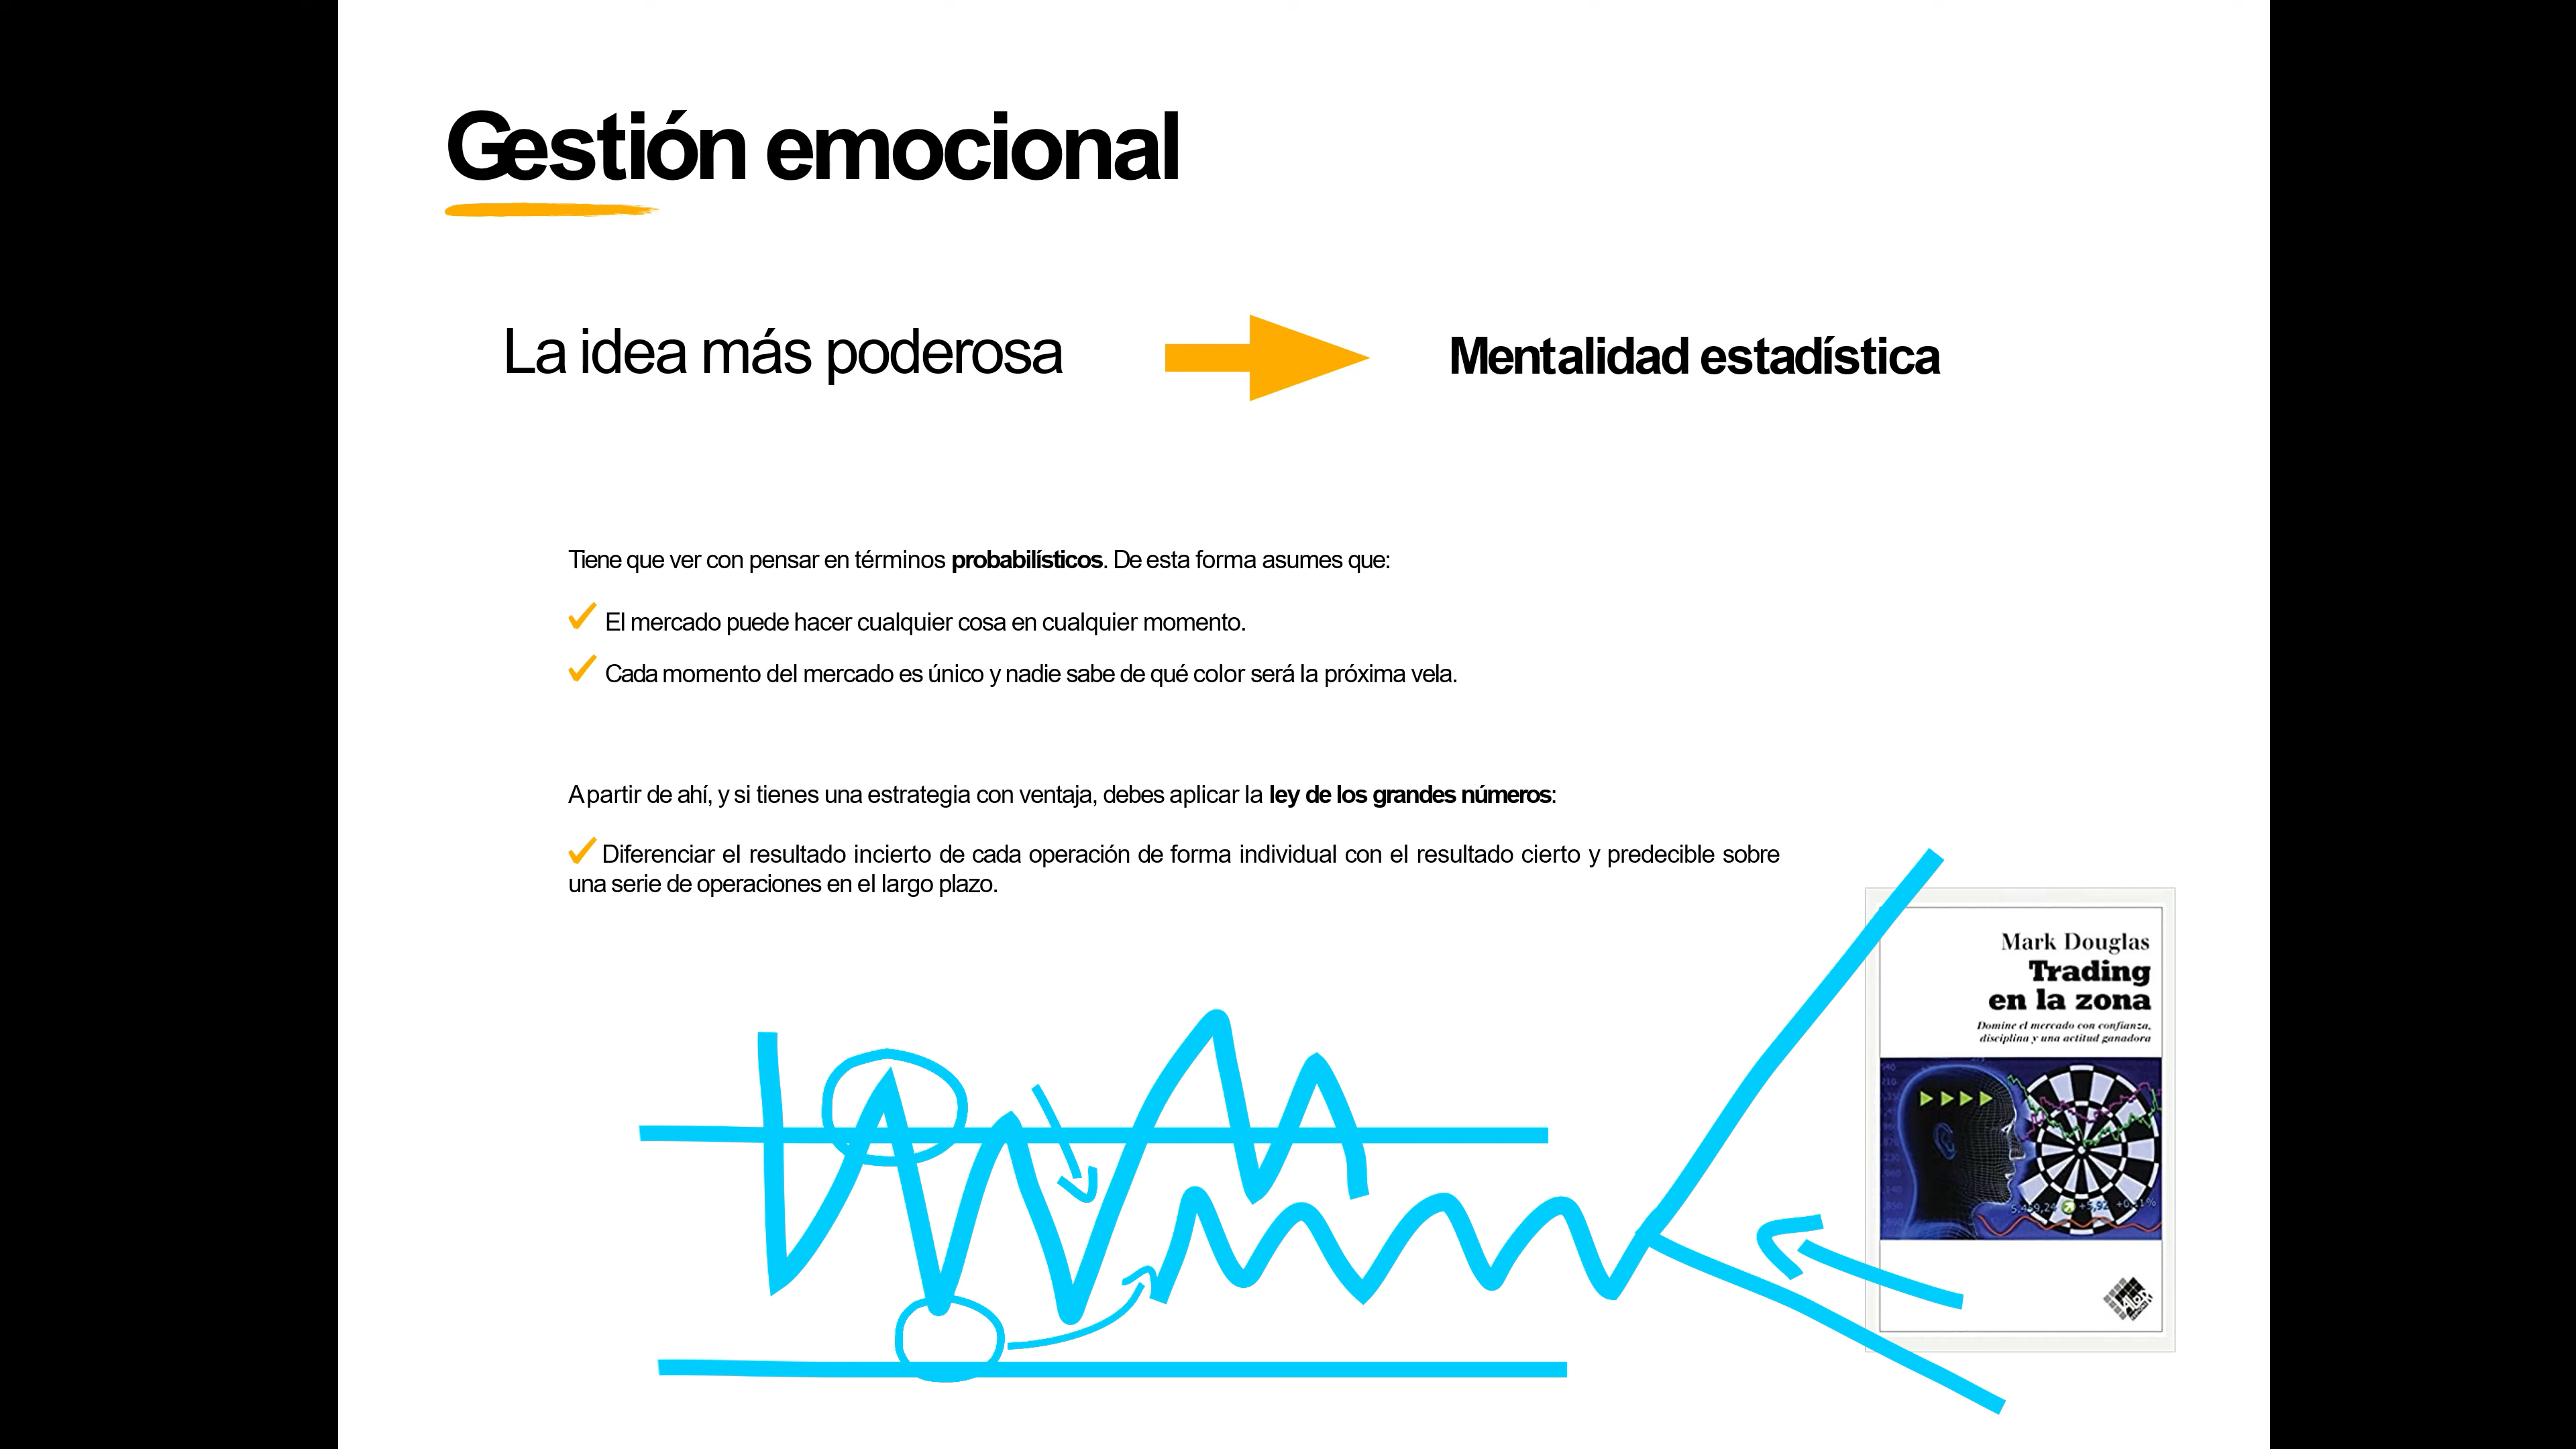 Gestión emocional
La idea más poderosa
Mentalidad estadística
Tiene que ver con pensar en términos probabilísticos. De esta forma asumes que:
El mercado puede hacer cualquier cosa en cualquier momento.
Cada momento del mercado es único y nadie sabe de qué color será la próxima vela.
A partir de ahí, y si tienes una estrategia con ventaja, debes aplicar la ley de los grandes números:
Diferenciar el resultado incierto de cada operación de forma individual con el resultado cierto y predecible sobre
una serie de operaciones en el largo plazo.
Mark Douglas
Trading
en la zona
Domine el mercado con confianza,
disciplina y una actitud ganadora